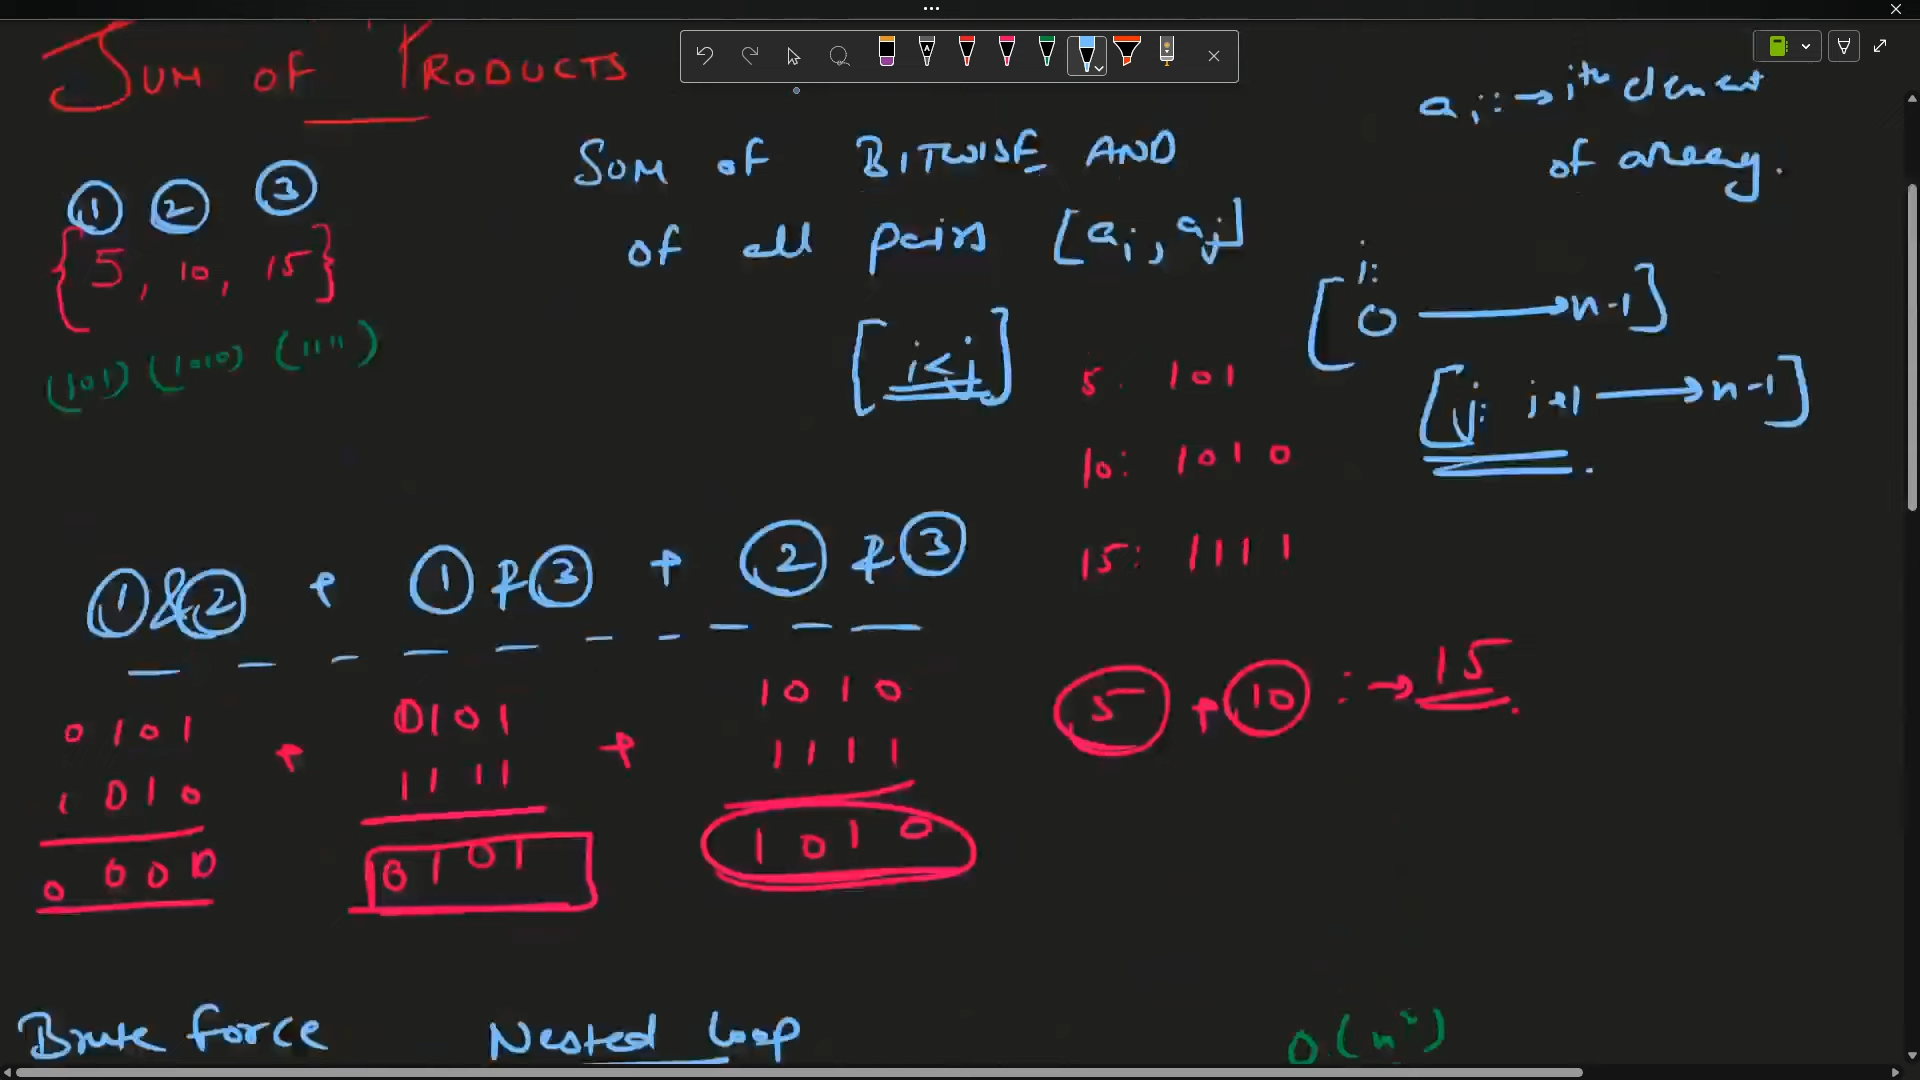 SUM OF PRODUCTS
1 2 3
{5, 10, 15}
(101) (1010) (1111)
SUM of BITWISE AND
of all pairs [ai, aj]
[i<j]
ai :→ ith element
of array.
[i: 0 → n-1]
[j: i+1 → n-1].
5: 101
10: 1010
15: 1111
1 & 2 + 1 & 3 + 2 & 3
0101 + 0101 + 1010
1010 1111 1111
0000 0101 1010
5 + 10 :→ 15.
Brute force Nested loop O(n²)